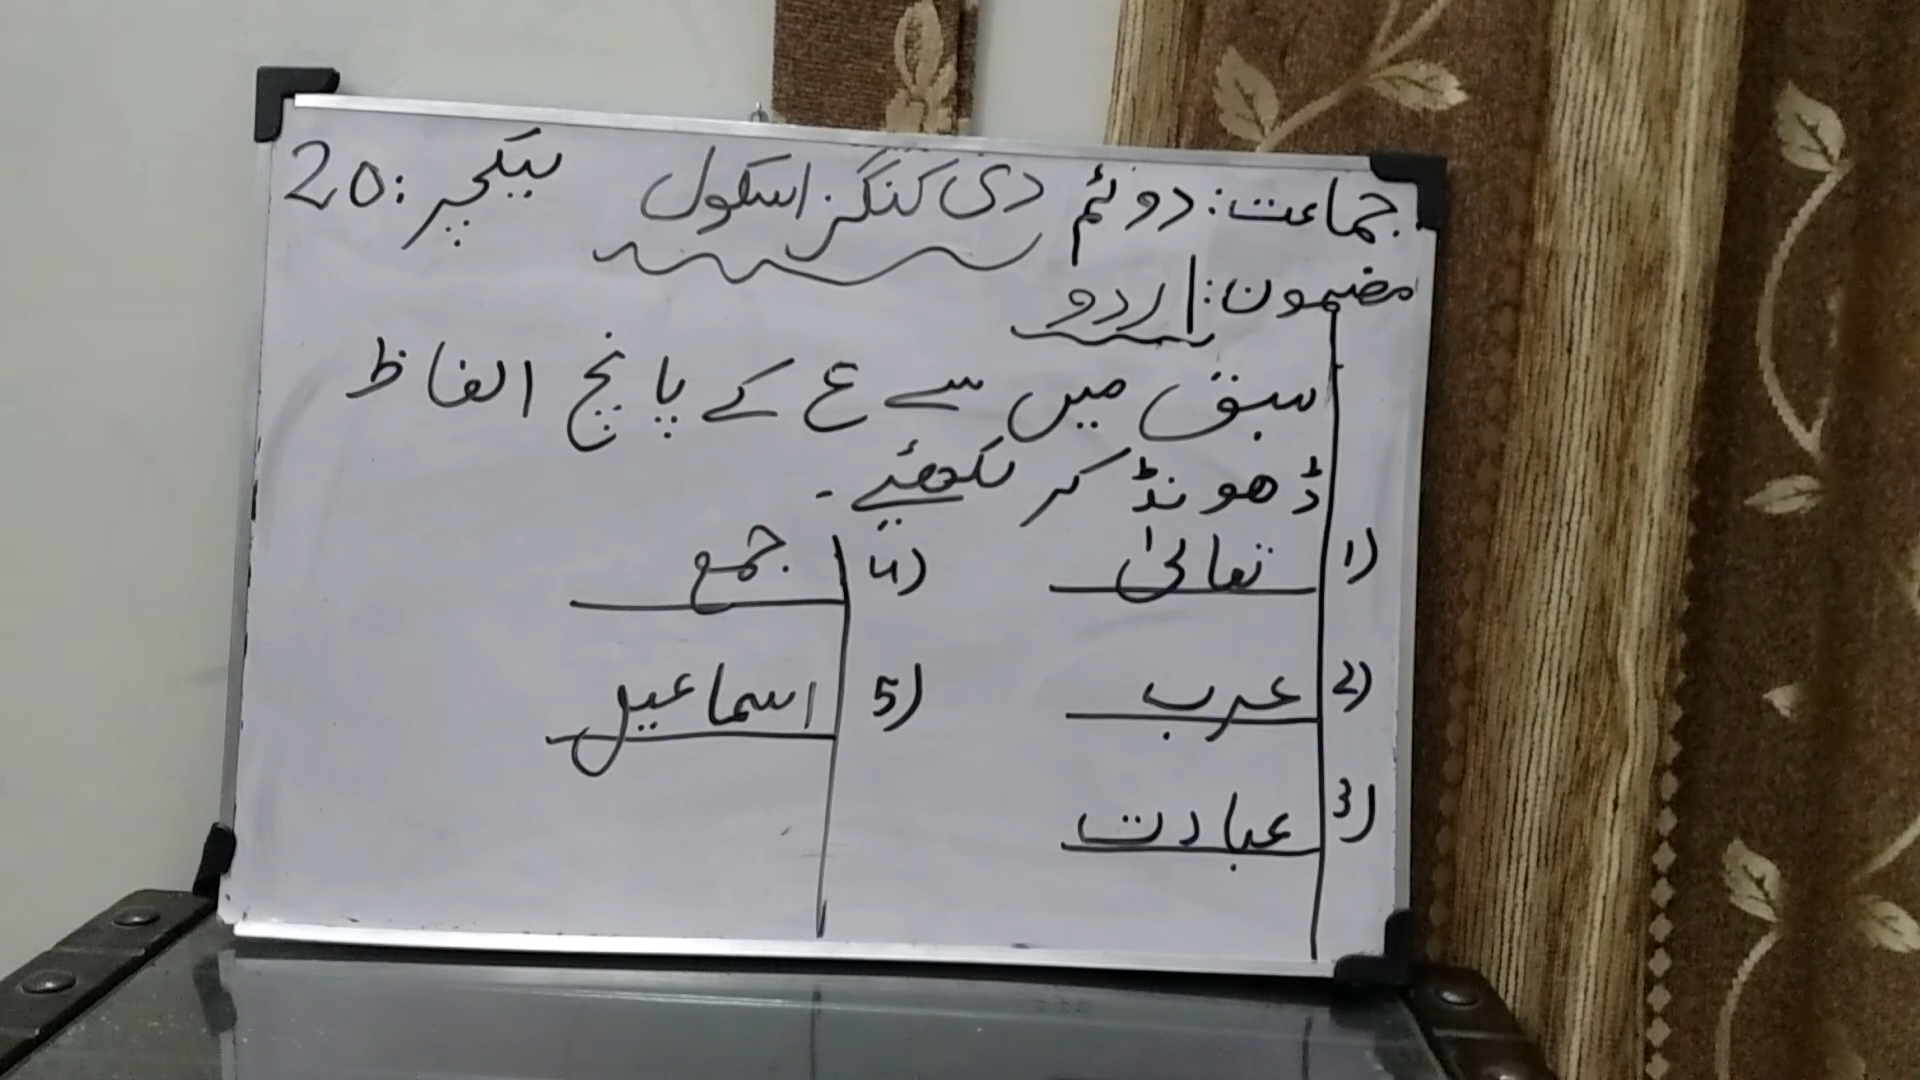 جماعت: دوئم دی کنگز اسکول لیکچر: 20
مضمون: اردو
سبق میں سے ع کے پانچ الفاظ
ڈھونڈ کر لکھئیے۔
1) تعالیٰ
2) عرب
3) عبادت
4) جمع
5) اسماعیل